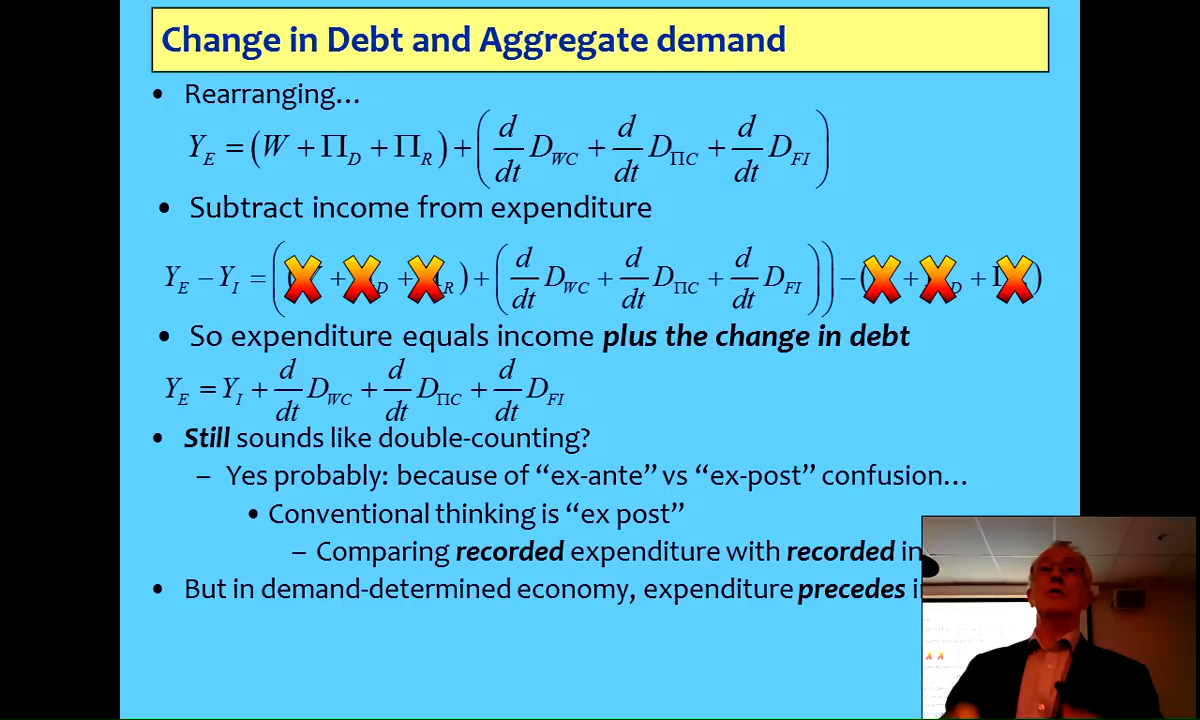 Change in Debt and Aggregate demand
• Rearranging…
Y_E = (W + Π_D + Π_R) + (d/dt D_WC + d/dt D_ΠC + d/dt D_FI)
• Subtract income from expenditure
Y_E − Y_I = (( + _D + _R) + (d/dt D_WC + d/dt D_ΠC + d/dt D_FI)) − ( + _D + )
• So expenditure equals income plus the change in debt
Y_E = Y_I + d/dt D_WC + d/dt D_ΠC + d/dt D_FI
• Still sounds like double-counting?
– Yes probably: because of “ex-ante” vs “ex-post” confusion…
• Conventional thinking is “ex post”
– Comparing recorded expenditure with recorded
• But in demand-determined economy, expenditure precedes